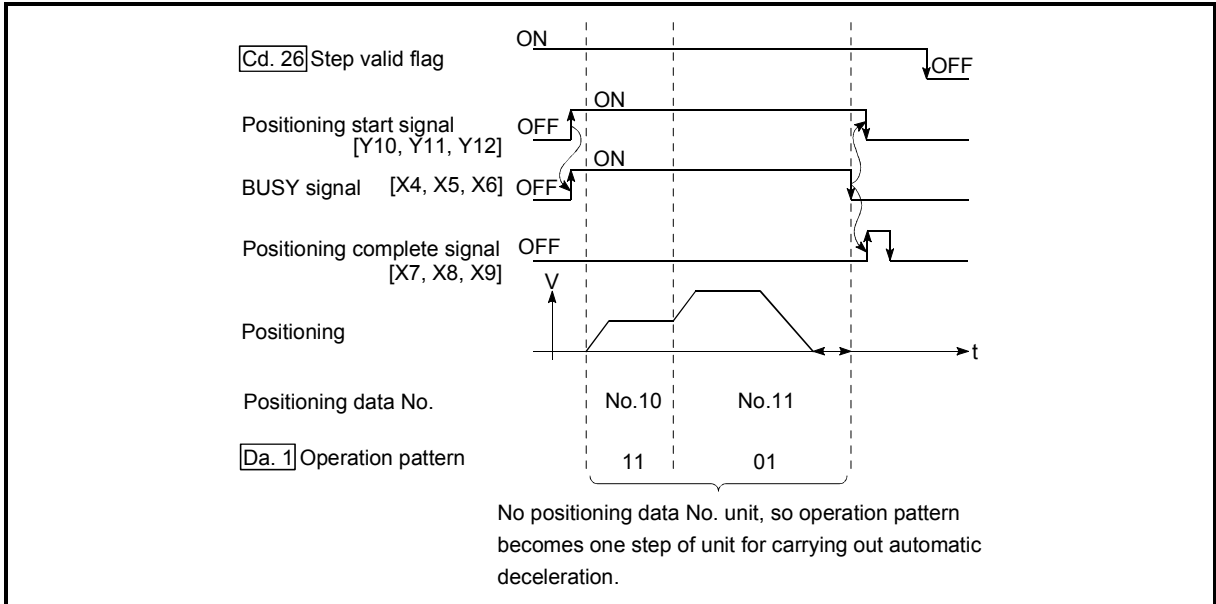 ON
Cd. 26 Step valid flag
OFF
ON
Positioning start signal
OFF
[Y10, Y11, Y12]
ON
BUSY signal [X4, X5, X6] OFF
Positioning complete signal OFF
[X7, X8, X9]
V
Positioning
t
Positioning data No. No.10 No.11
Da. 1 Operation pattern 11 01
No positioning data No. unit, so operation pattern
becomes one step of unit for carrying out automatic
deceleration.